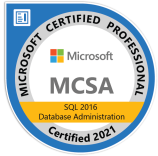 MICROSOFT CERTIFIED PROFESSIONAL
Microsoft
MCSA
SQL 2016
Database Administration
Certified 2021